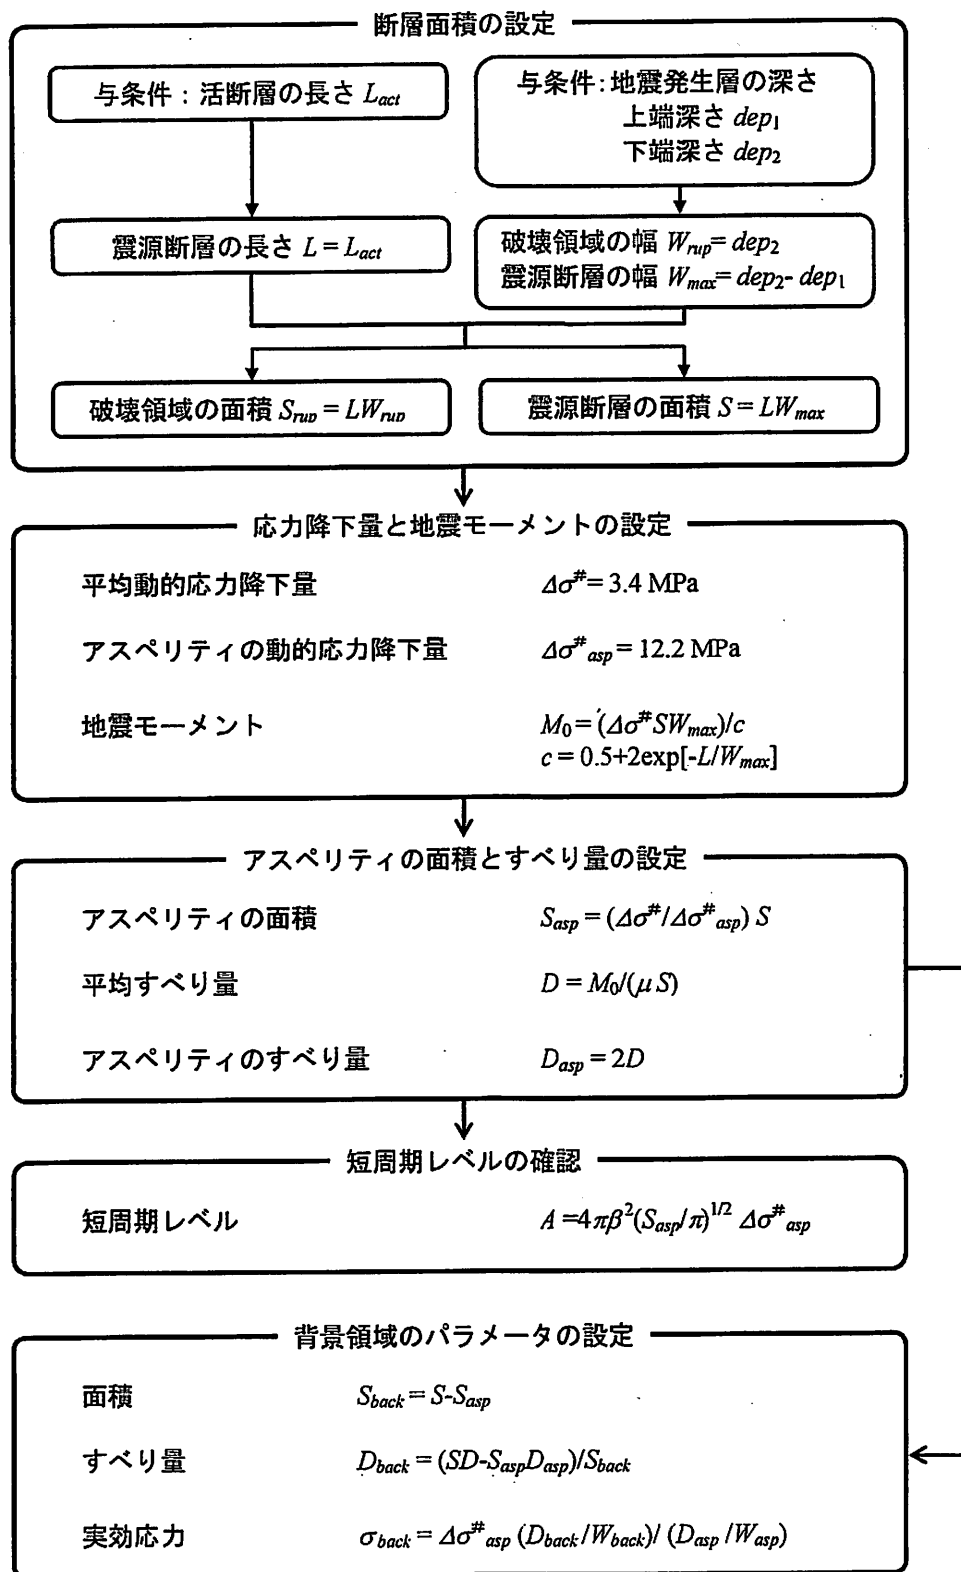 断層面積の設定
与条件：活断層の長さ Lact
与条件：地震発生層の深さ
上端深さ dep1
下端深さ dep2
震源断層の長さ L = Lact
破壊領域の幅 Wrup= dep2
震源断層の幅 Wmax= dep2- dep1
破壊領域の面積 Srup = LWrup
震源断層の面積 S = LWmax
応力降下量と地震モーメントの設定
平均動的応力降下量 Δσ#= 3.4 MPa
アスペリティの動的応力降下量 Δσ#asp= 12.2 MPa
地震モーメント M0= (Δσ#SWmax)/c
c = 0.5+2exp[-L/Wmax]
アスペリティの面積とすべり量の設定
アスペリティの面積 Sasp = (Δσ#/Δσ#asp) S
平均すべり量 D = M0/(μS)
アスペリティのすべり量 Dasp = 2D
短周期レベルの確認
短周期レベル A =4πβ²(Sasp/π)^1/2 Δσ#asp
背景領域のパラメータの設定
面積 Sback = S-Sasp
すべり量 Dback = (SD-SaspDasp)/Sback
実効応力 σback = Δσ#asp (Dback/Wback)/ (Dasp/Wasp)